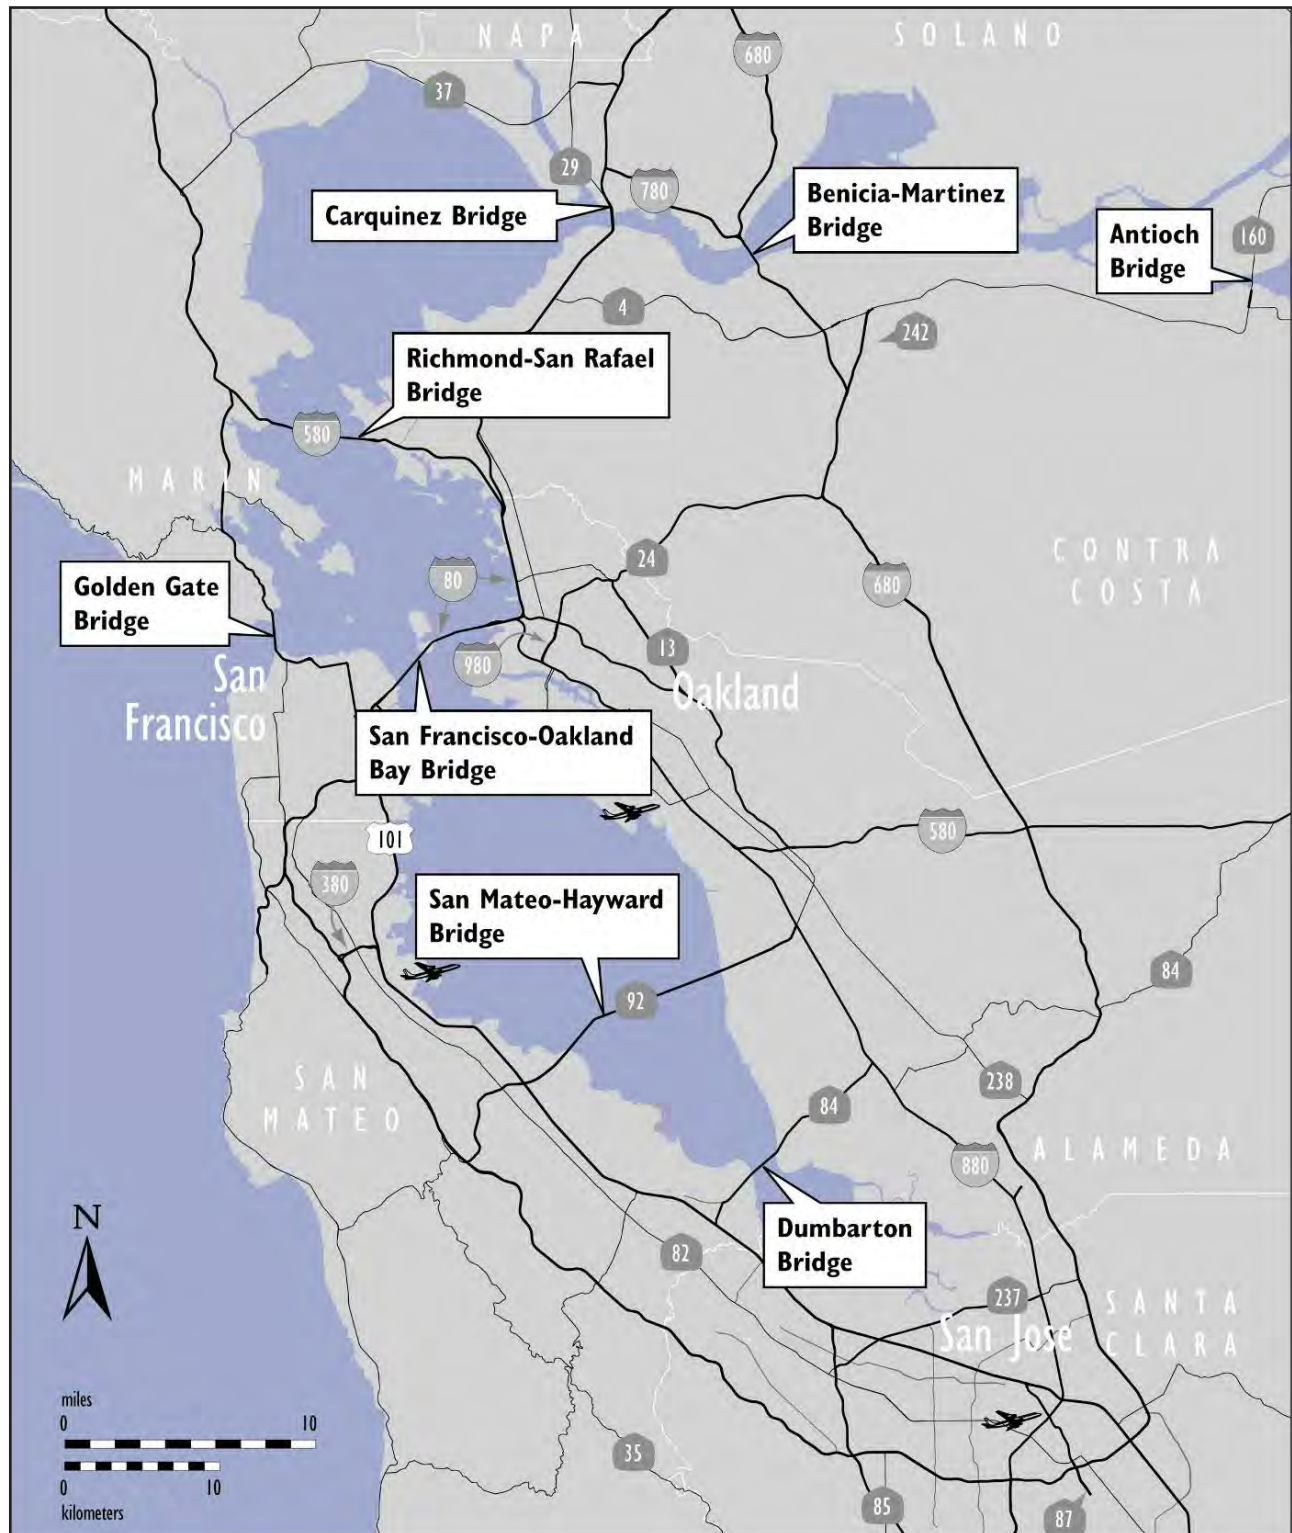 NAPA
SOLANO
680
37
29
780
Carquinez Bridge
Benicia-Martinez
Bridge
Antioch
Bridge
160
4
242
Richmond-San Rafael
Bridge
580
MARIN
24
CONTRA
COSTA
80
680
Golden Gate
Bridge
13
980
San
Francisco
Oakland
San Francisco-Oakland
Bay Bridge
101
580
380
San Mateo-Hayward
Bridge
92
84
SAN
MATEO
238
84
880
ALAMEDA
N
Dumbarton
Bridge
82
237
SANTA
CLARA
San Jose
miles
0 10
0 10
kilometers
35
85
87